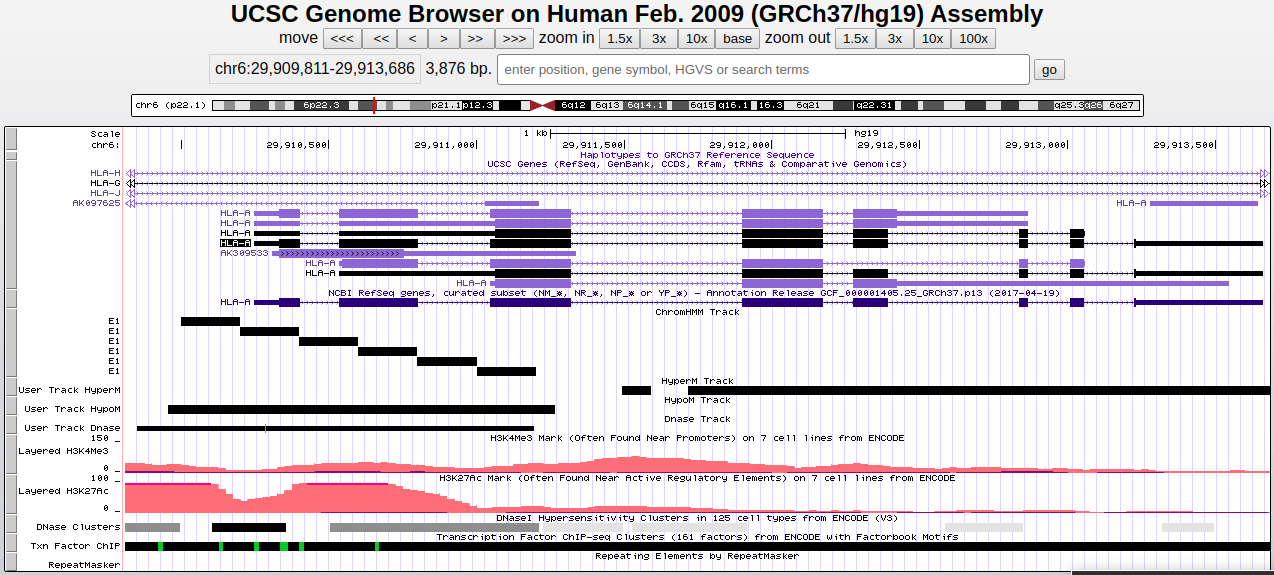 UCSC Genome Browser on Human Feb. 2009 (GRCh37/hg19) Assembly
move <<< << < > >> >>> zoom in 1.5x 3x 10x base zoom out 1.5x 3x 10x 100x
chr6:29,909,811-29,913,686 3,876 bp. enter position, gene symbol, HGVS or search terms go
chr6 (p22.1) 6p22.3 p21.1 p12.3 6q12 6q13 6q14.1 6q15 q16.1 16.3 6q21 q22.31 q25.3 q26 6q27
Scale 1 kb hg19
chr6: 29,910,500 29,911,000 29,911,500 29,912,000 29,912,500 29,913,000 29,913,500
Haplotypes to GRCh37 Reference Sequence
UCSC Genes (RefSeq, GenBank, CCDS, Rfam, tRNAs & Comparative Genomics)
HLA-H
HLA-G
HLA-J
AK097625 HLA-A
HLA-A
HLA-A
HLA-A
HLA-A
AK309533
HLA-A
HLA-A
HLA-A
NCBI RefSeq genes, curated subset (NM_*, NR_*, NP_* or YP_*) - Annotation Release GCF_000001405.25_GRCh37.p13 (2017-04-19)
HLA-A
ChromHMM Track
E1
E1
E1
E1
E1
E1
HyperM Track
User Track HyperM
HypoM Track
User Track HypoM
Dnase Track
User Track Dnase
H3K4Me3 Mark (Often Found Near Promoters) on 7 cell lines from ENCODE
150 _
Layered H3K4Me3
0 _
H3K27Ac Mark (Often Found Near Active Regulatory Elements) on 7 cell lines from ENCODE
100 _
Layered H3K27Ac
0 _
DNaseI Hypersensitivity Clusters in 125 cell types from ENCODE (V3)
DNase Clusters
Transcription Factor ChIP-seq Clusters (161 factors) from ENCODE with Factorbook Motifs
Txn Factor ChIP
Repeating Elements by RepeatMasker
RepeatMasker